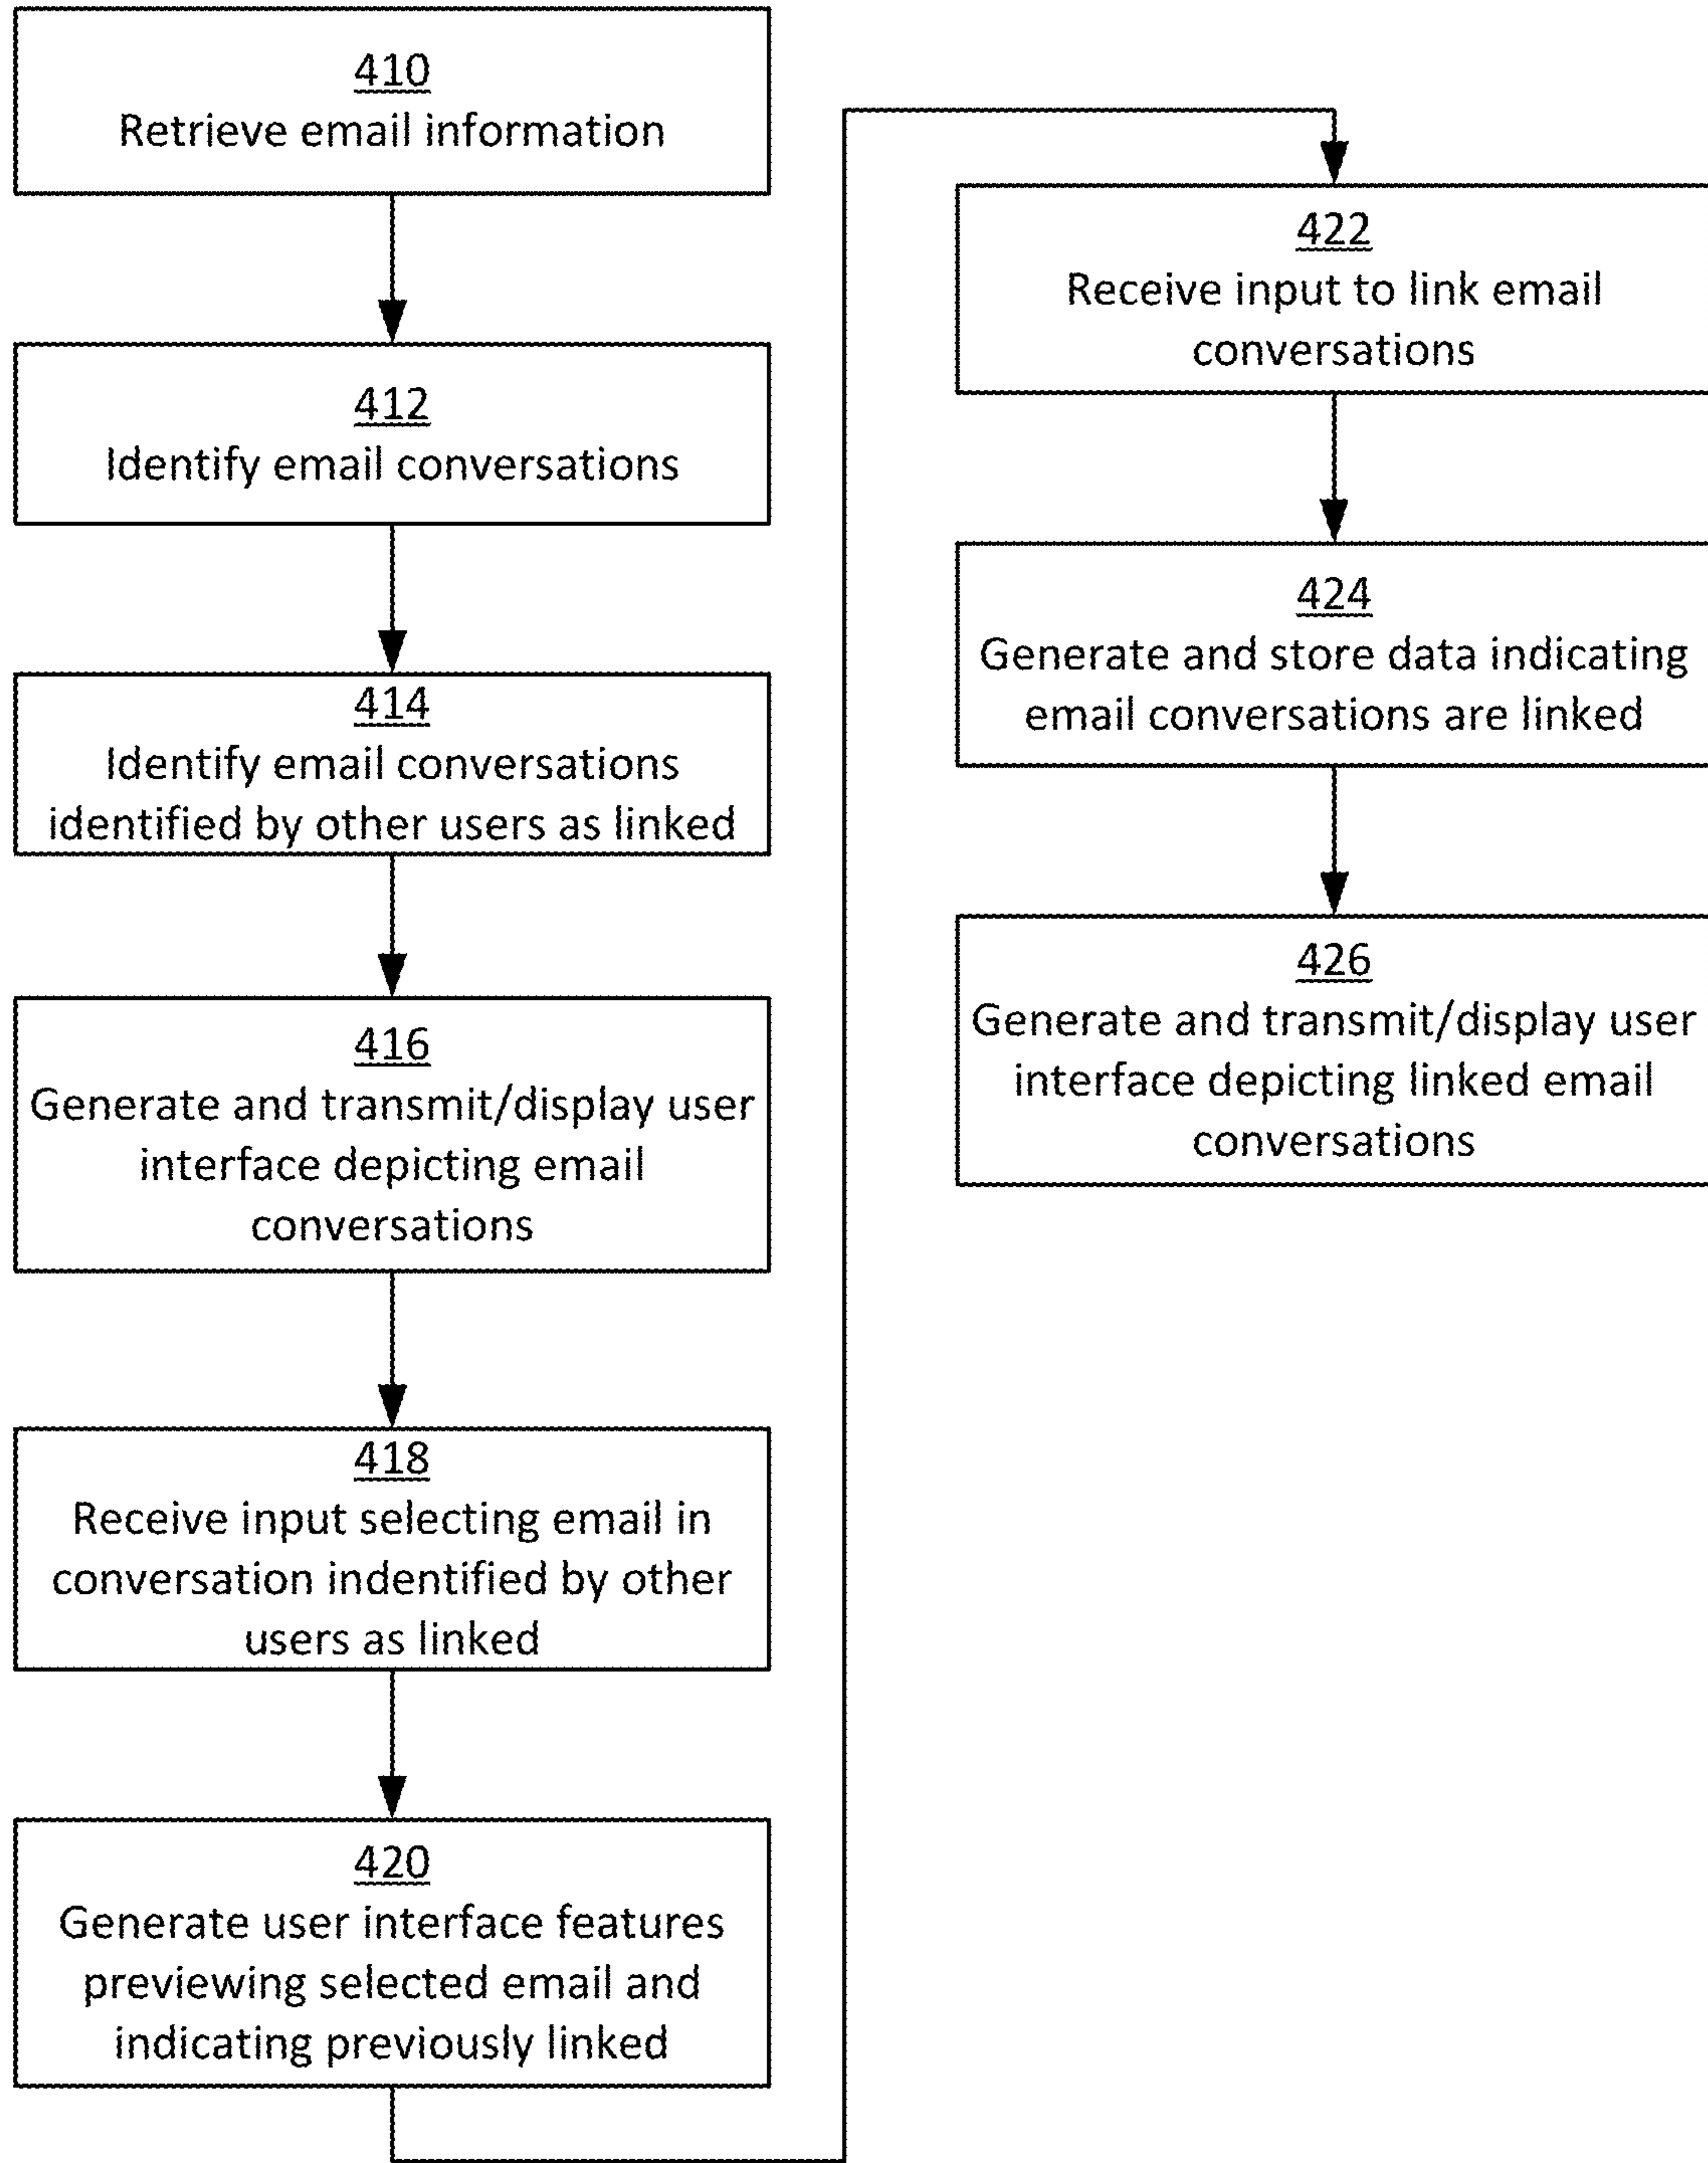 410
Retrieve email information
412
Identify email conversations
414
Identify email conversations
identified by other users as linked
416
Generate and transmit/display user
interface depicting email
conversations
418
Receive input selecting email in
conversation indentified by other
users as linked
420
Generate user interface features
previewing selected email and
indicating previously linked
422
Receive input to link email
conversations
424
Generate and store data indicating
email conversations are linked
426
Generate and transmit/display user
interface depicting linked email
conversations